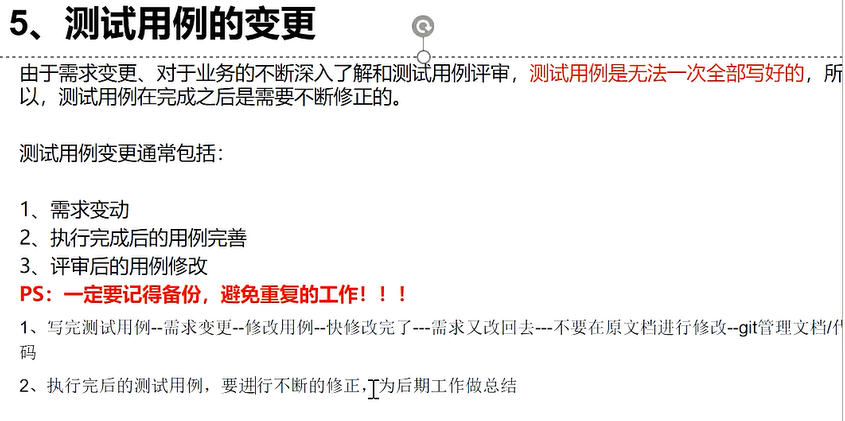 5、测试用例的变更
由于需求变更、对于业务的不断深入了解和测试用例评审，测试用例是无法一次全部写好的，所
以，测试用例在完成之后是需要不断修正的。
测试用例变更通常包括：
1、需求变动
2、执行完成后的用例完善
3、评审后的用例修改
PS：一定要记得备份，避免重复的工作！！！
1、写完测试用例--需求变更--修改用例--快修改完了---需求又改回去---不要在原文档进行修改--git管理文档/代
码
2、执行完后的测试用例，要进行不断的修正，为后期工作做总结